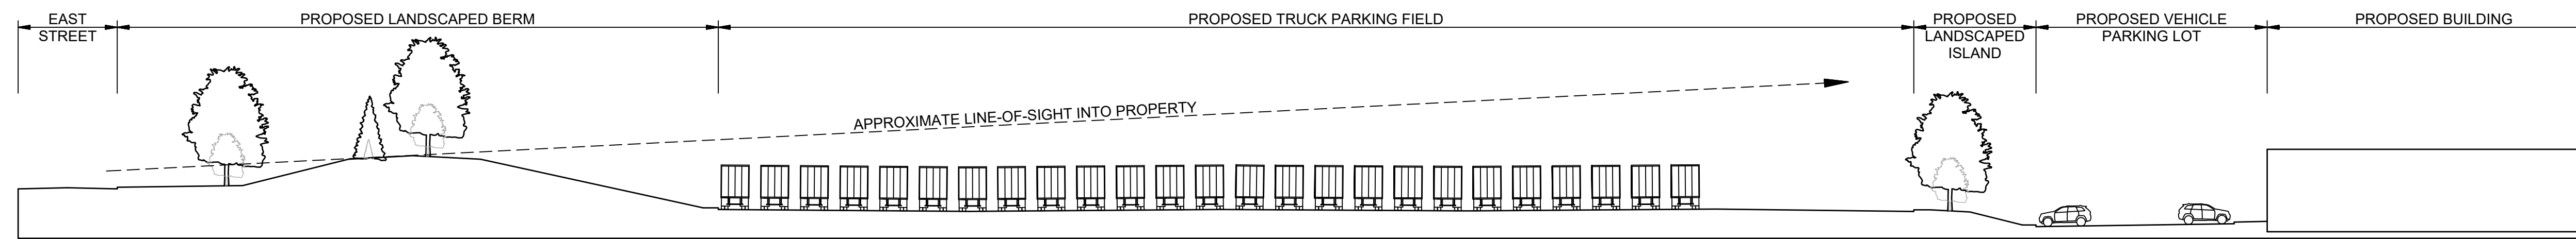 EAST
STREET
PROPOSED LANDSCAPED BERM
PROPOSED TRUCK PARKING FIELD
PROPOSED
LANDSCAPED
ISLAND
PROPOSED VEHICLE
PARKING LOT
PROPOSED BUILDING
APPROXIMATE LINE-OF-SIGHT INTO PROPERTY